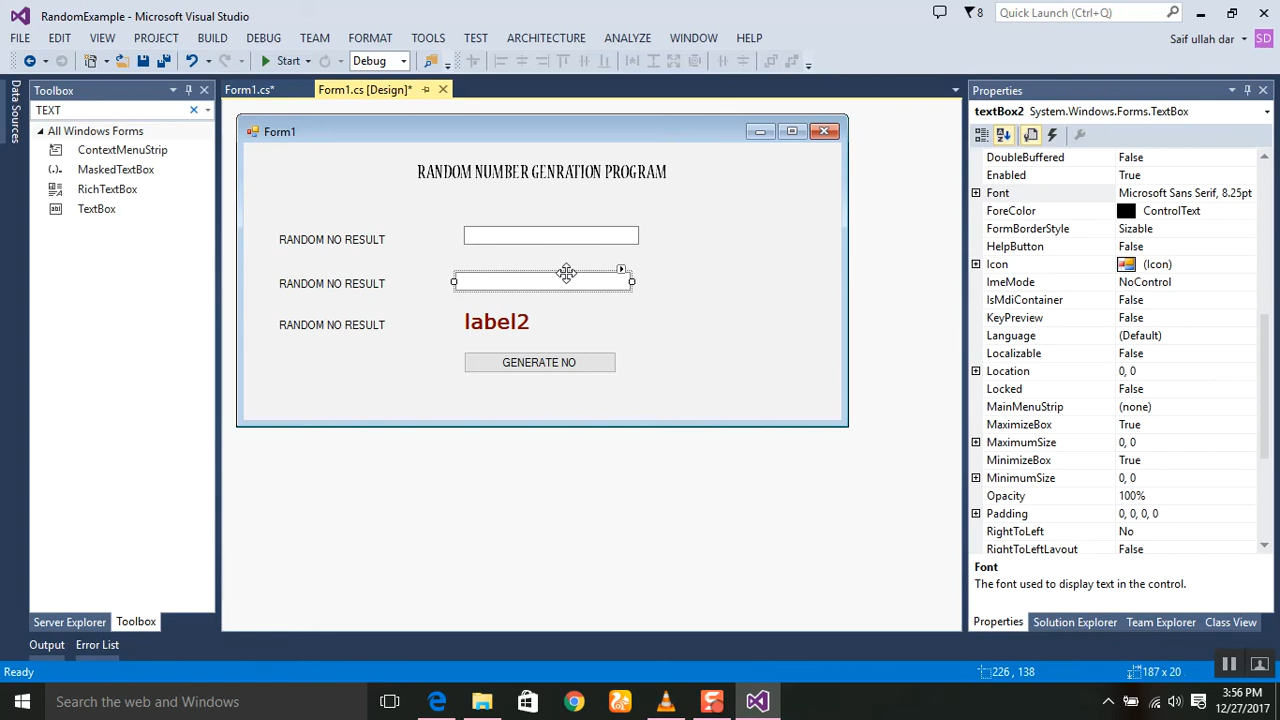 RandomExample - Microsoft Visual Studio
8
Quick Launch (Ctrl+Q)
FILE EDIT VIEW PROJECT BUILD DEBUG TEAM FORMAT TOOLS TEST ARCHITECTURE ANALYZE WINDOW HELP
Saif ullah dar
SD
Start
Debug
Data Sources
Toolbox
TEXT
All Windows Forms
ContextMenuStrip
MaskedTextBox
RichTextBox
TextBox
Server Explorer Toolbox
Form1.cs*
Form1.cs [Design]*
Form1
RANDOM NUMBER GENRATION PROGRAM
RANDOM NO RESULT
RANDOM NO RESULT
RANDOM NO RESULT label2
GENERATE NO
Properties
textBox2 System.Windows.Forms.TextBox
DoubleBuffered False
Enabled True
Font Microsoft Sans Serif, 8.25pt
ForeColor ControlText
FormBorderStyle Sizable
HelpButton False
Icon (Icon)
ImeMode NoControl
IsMdiContainer False
KeyPreview False
Language (Default)
Localizable False
Location 0, 0
Locked False
MainMenuStrip (none)
MaximizeBox True
MaximumSize 0, 0
MinimizeBox True
MinimumSize 0, 0
Opacity 100%
Padding 0, 0, 0, 0
RightToLeft No
RightToLeftLayout False
Font
The font used to display text in the control.
Properties Solution Explorer Team Explorer Class View
Output Error List
Ready
226 , 138
187 x 20
Search the web and Windows
3:56 PM
12/27/2017